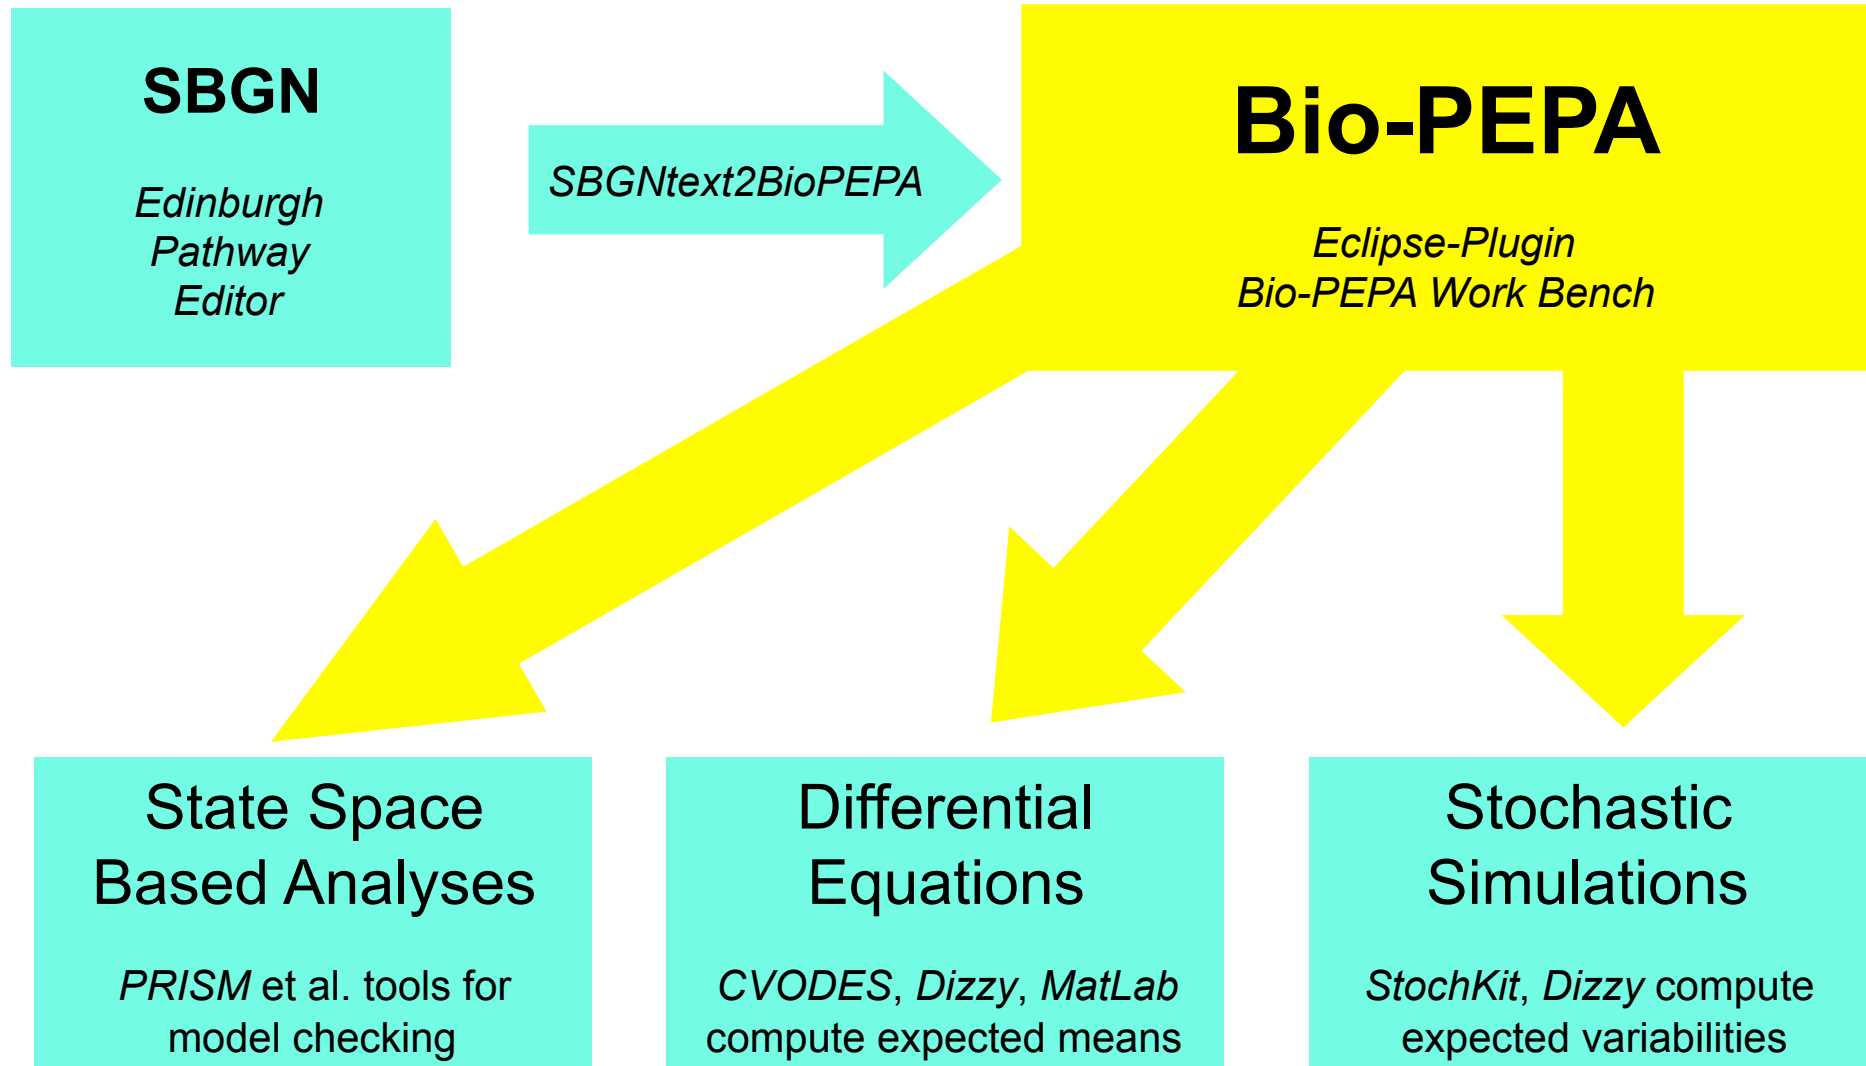 SBGN
Edinburgh
Pathway
Editor
SBGNtext2BioPEPA
Bio-PEPA
Eclipse-Plugin
Bio-PEPA Work Bench
State Space
Based Analyses
PRISM et al. tools for
model checking
Differential
Equations
CVODES, Dizzy, MatLab
compute expected means
Stochastic
Simulations
StochKit, Dizzy compute
expected variabilities